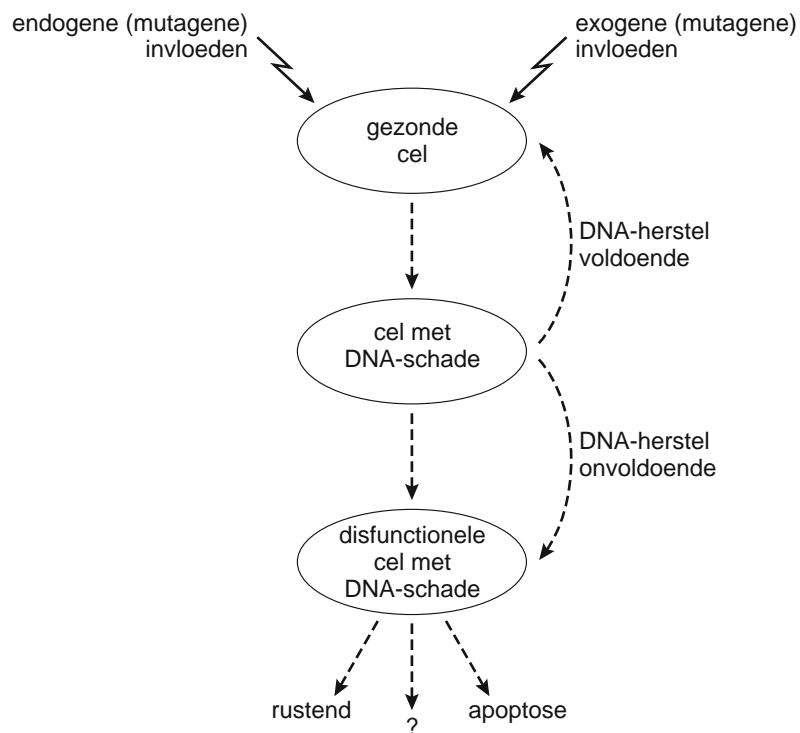 endogene (mutagene)
invloeden
exogene (mutagene)
invloeden
gezonde
cel
DNA-herstel
voldoende
cel met
DNA-schade
DNA-herstel
onvoldoende
disfunctionele
cel met
DNA-schade
rustend
?
apoptose